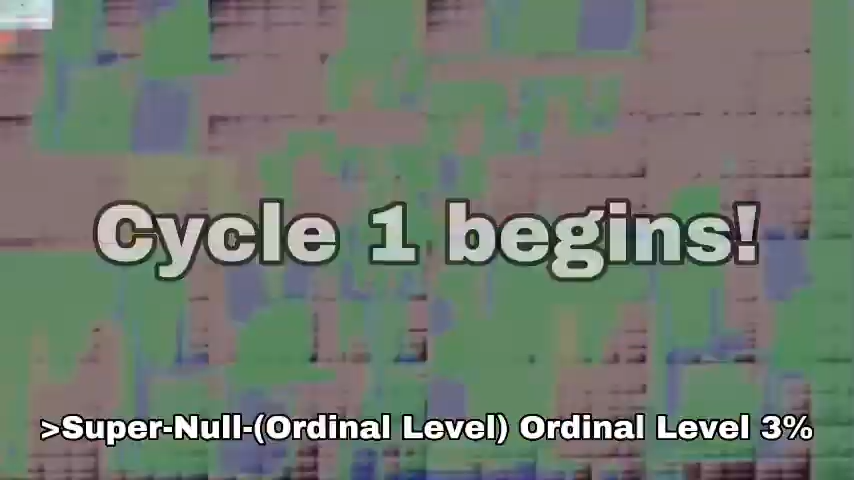 Cycle 1 begins!
>Super-Null-(Ordinal Level) Ordinal Level 3%